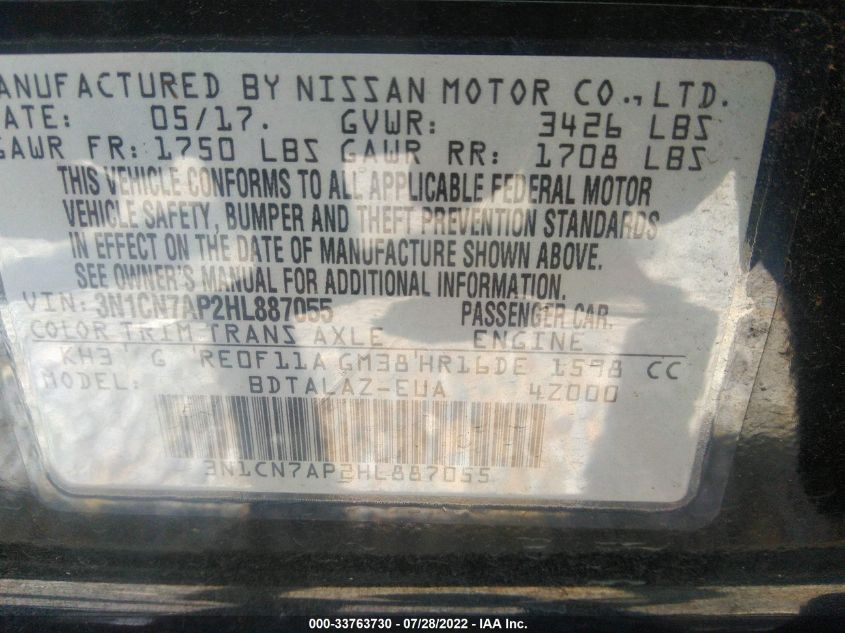 ANUFACTURED BY NISSAN MOTOR CO., LTD.
ATE: 05/17. GVWR: 3426 LBS
GAWR FR: 1750 LBS GAWR RR: 1708 LBS
THIS VEHICLE CONFORMS TO ALL APPLICABLE FEDERAL MOTOR
VEHICLE SAFETY, BUMPER AND THEFT PREVENTION STANDARDS
IN EFFECT ON THE DATE OF MANUFACTURE SHOWN ABOVE.
SEE OWNER'S MANUAL FOR ADDITIONAL INFORMATION.
VIN: 3N1CN7AP2HL887055 PASSENGER CAR.
COLOR TRIM TRANS AXLE ENGINE
KH3 G RE0F11A GM38 HR16DE 1598 CC
MODEL: BDTALAZ-EUA 4Z000
3N1CN7AP2HL887055
000-33763730 - 07/28/2022 - IAA Inc.